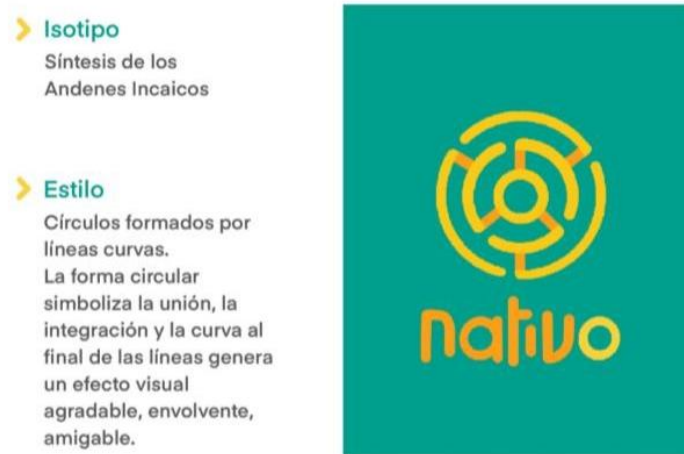 Isotipo
Síntesis de los
Andenes Incaicos
Estilo
Círculos formados por
líneas curvas.
La forma circular
simboliza la unión, la
integración y la curva al
final de las líneas genera
un efecto visual
agradable, envolvente,
amigable.
nativo